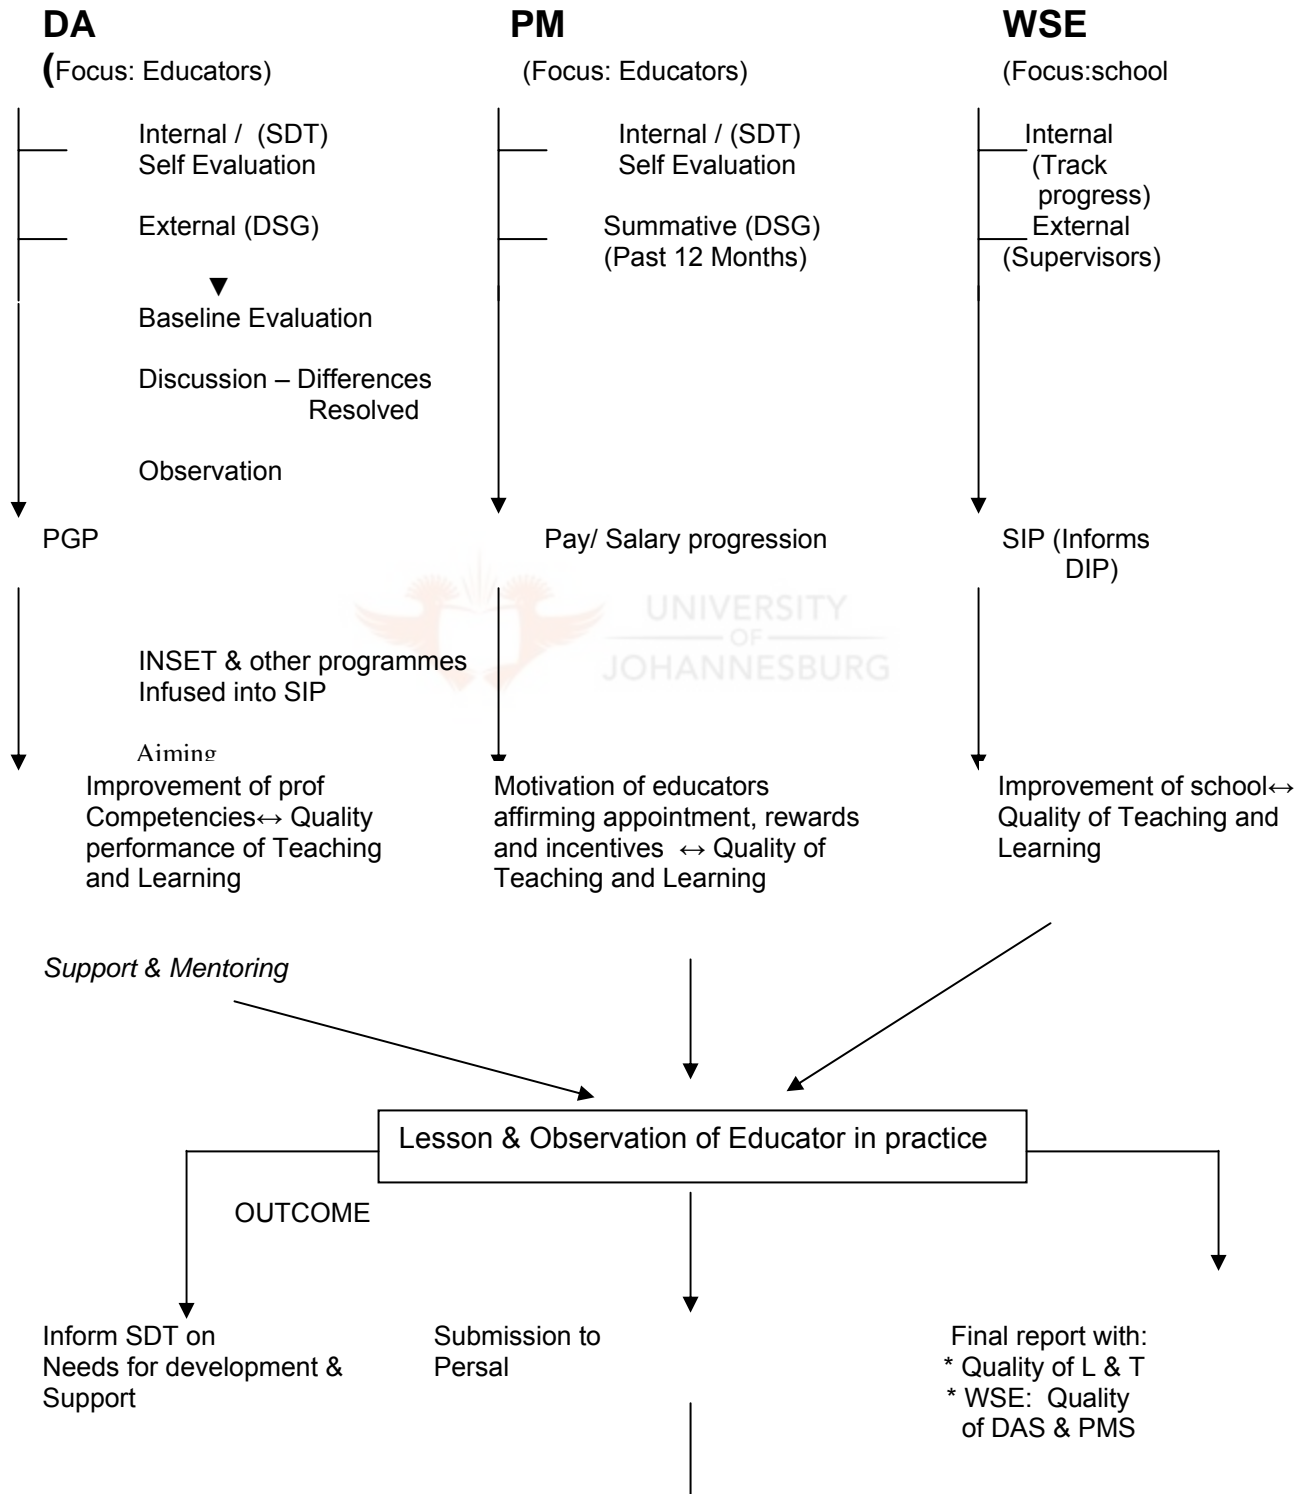 DA
(Focus: Educators)
Internal / (SDT)
Self Evaluation
External (DSG)
▼
Baseline Evaluation
Discussion – Differences
Resolved
Observation
PGP
INSET & other programmes
Infused into SIP
Aiming
Improvement of prof
Competencies↔ Quality
performance of Teaching
and Learning
Support & Mentoring
PM
(Focus: Educators)
Internal / (SDT)
Self Evaluation
Summative (DSG)
(Past 12 Months)
Pay/ Salary progression
Motivation of educators
affirming appointment, rewards
and incentives ↔ Quality of
Teaching and Learning
WSE
(Focus:school
Internal
(Track
progress)
External
(Supervisors)
SIP (Informs
DIP)
Improvement of school↔
Quality of Teaching and
Learning
UNIVERSITY
OF
JOHANNESBURG
Lesson & Observation of Educator in practice
OUTCOME
Inform SDT on
Needs for development &
Support
Submission to
Persal
Final report with:
* Quality of L & T
* WSE: Quality
of DAS & PMS